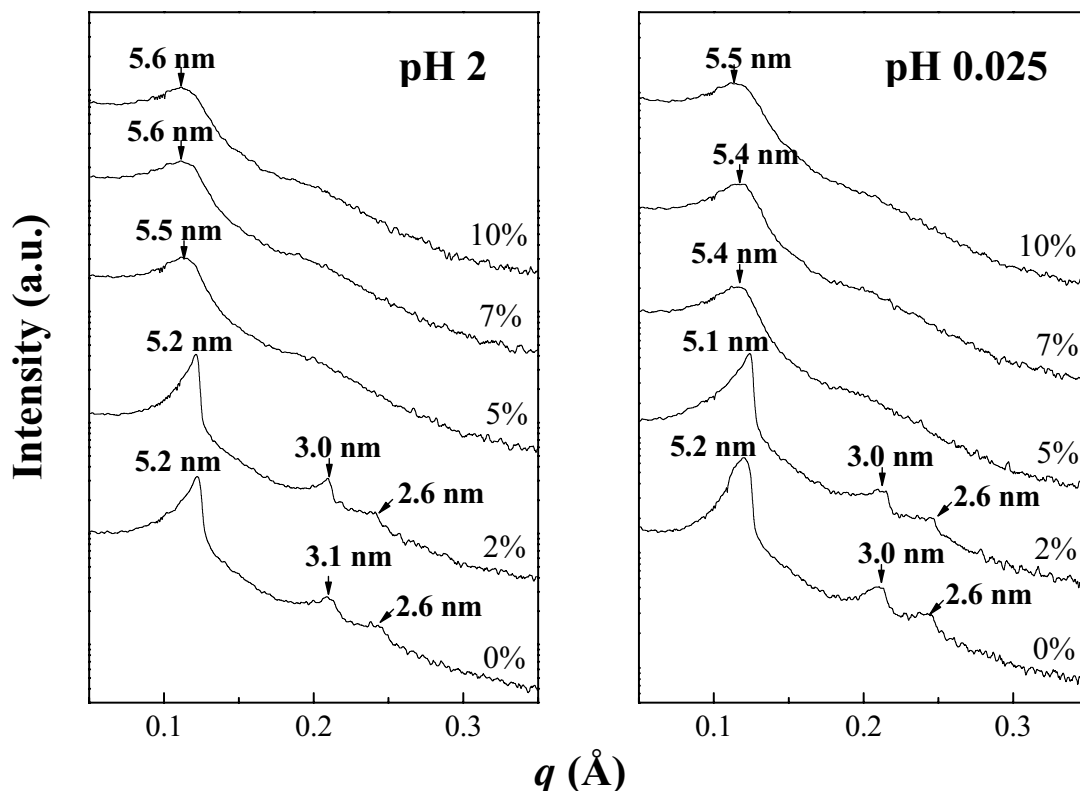 Intensity (a.u.)
pH 2
5.6 nm
10%
5.6 nm
7%
5.5 nm
5%
5.2 nm
3.0 nm
2.6 nm
2%
5.2 nm
3.1 nm
2.6 nm
0%
0.1 0.2 0.3
pH 0.025
5.5 nm
10%
5.4 nm
7%
5.4 nm
5%
5.1 nm
3.0 nm
2.6 nm
2%
5.2 nm
3.0 nm
2.6 nm
0%
0.1 0.2 0.3
q (Å)